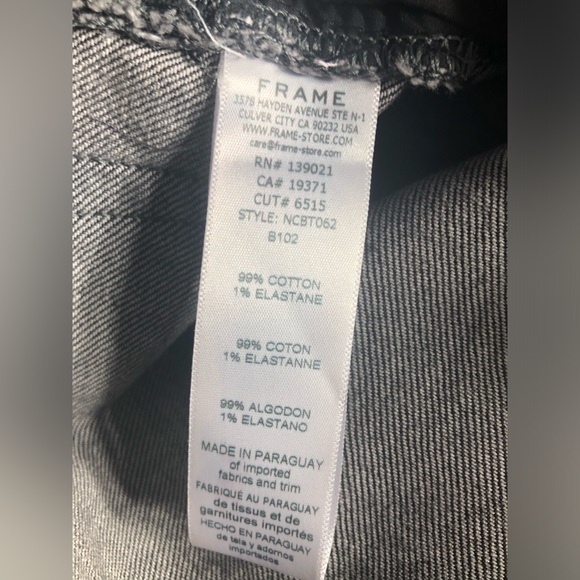 FRAME
3578 HAYDEN AVENUE STE N-1
CULVER CITY CA 90232 USA
WWW.FRAME-STORE.COM
care@frame-store.com
RN# 139021
CA# 19371
CUT# 6515
STYLE: NCBT062
B102
99% COTTON
1% ELASTANE
99% COTON
1% ELASTANNE
99% ALGODON
1% ELASTANO
MADE IN PARAGUAY
of imported
fabrics and trim
FABRIQUÉ AU PARAGUAY
de tissus et de
garnitures importés
HECHO EN PARAGUAY
de tela y adornos
importados